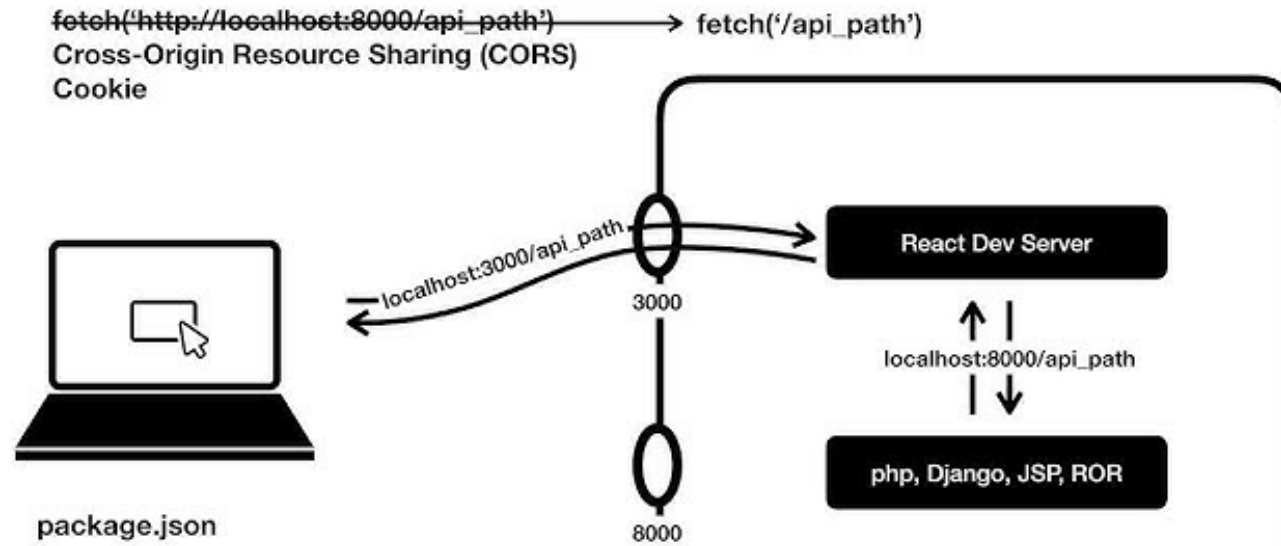 fetch(‘http://localhost:8000/api_path’)
fetch(‘/api_path’)
Cross-Origin Resource Sharing (CORS)
Cookie
localhost:3000/api_path
React Dev Server
3000
localhost:8000/api_path
php, Django, JSP, ROR
package.json
8000